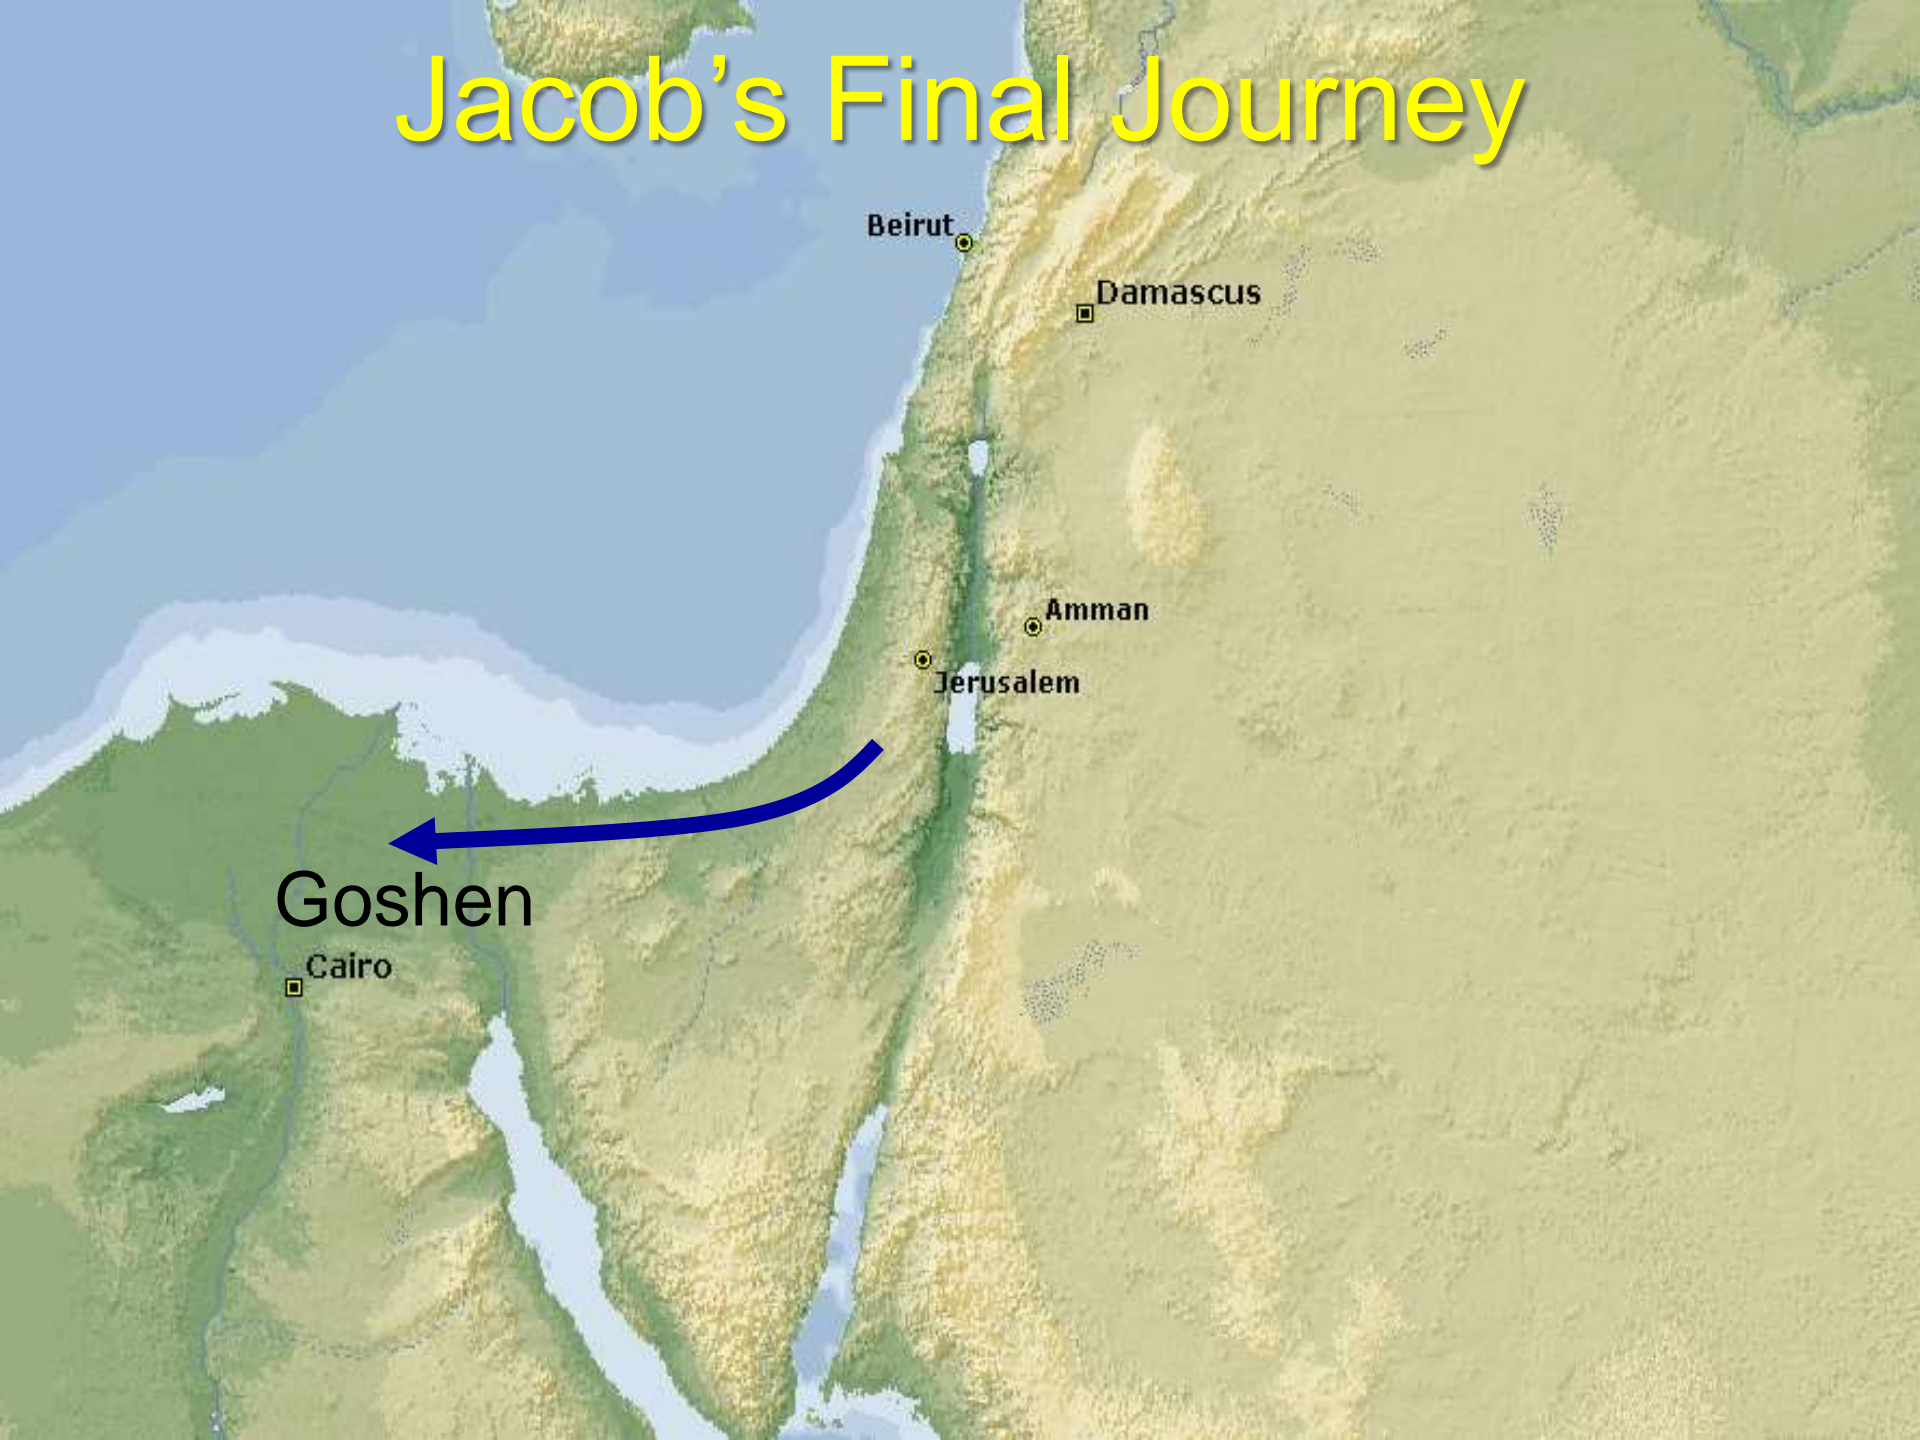 Jacob’s Final Journey
Beirut
Damascus
Amman
Jerusalem
Goshen
Cairo